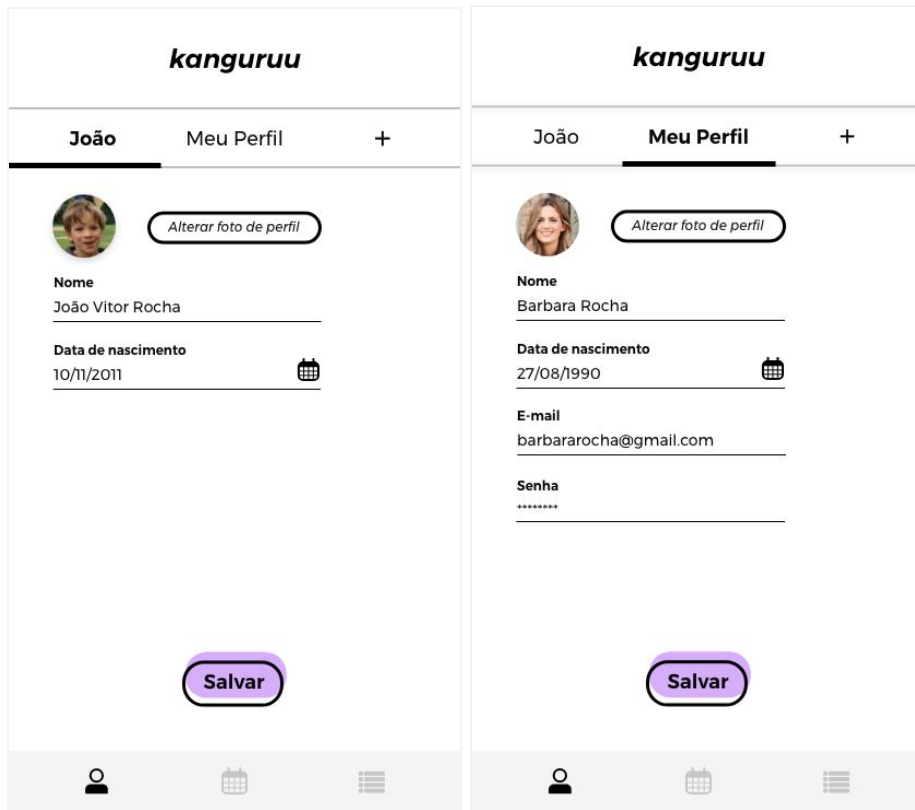 kanguruu
João Meu Perfil +
Alterar foto de perfil
Nome
João Vitor Rocha
Data de nascimento
10/11/2011
Salvar
kanguruu
João Meu Perfil +
Alterar foto de perfil
Nome
Barbara Rocha
Data de nascimento
27/08/1990
E-mail
barbararocha@gmail.com
Senha
********
Salvar